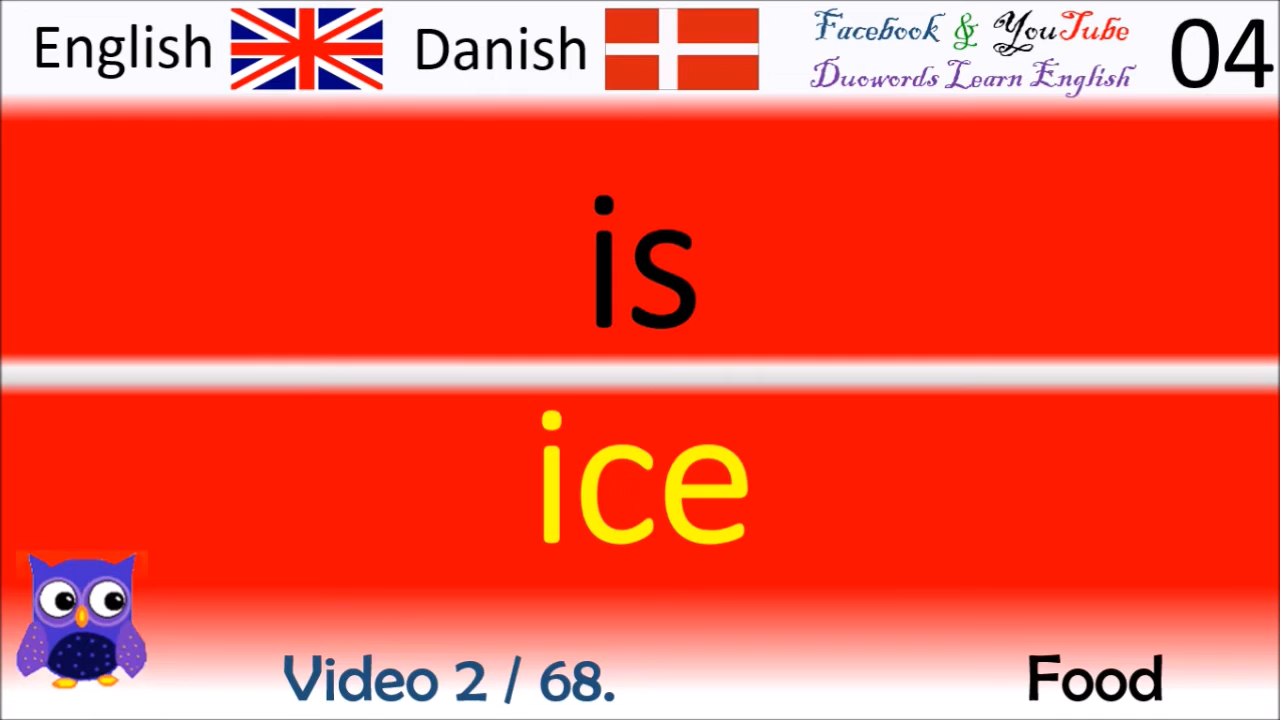 English Danish Facebook & YouTube 04
Duowords Learn English
is
ice
Video 2 / 68. Food